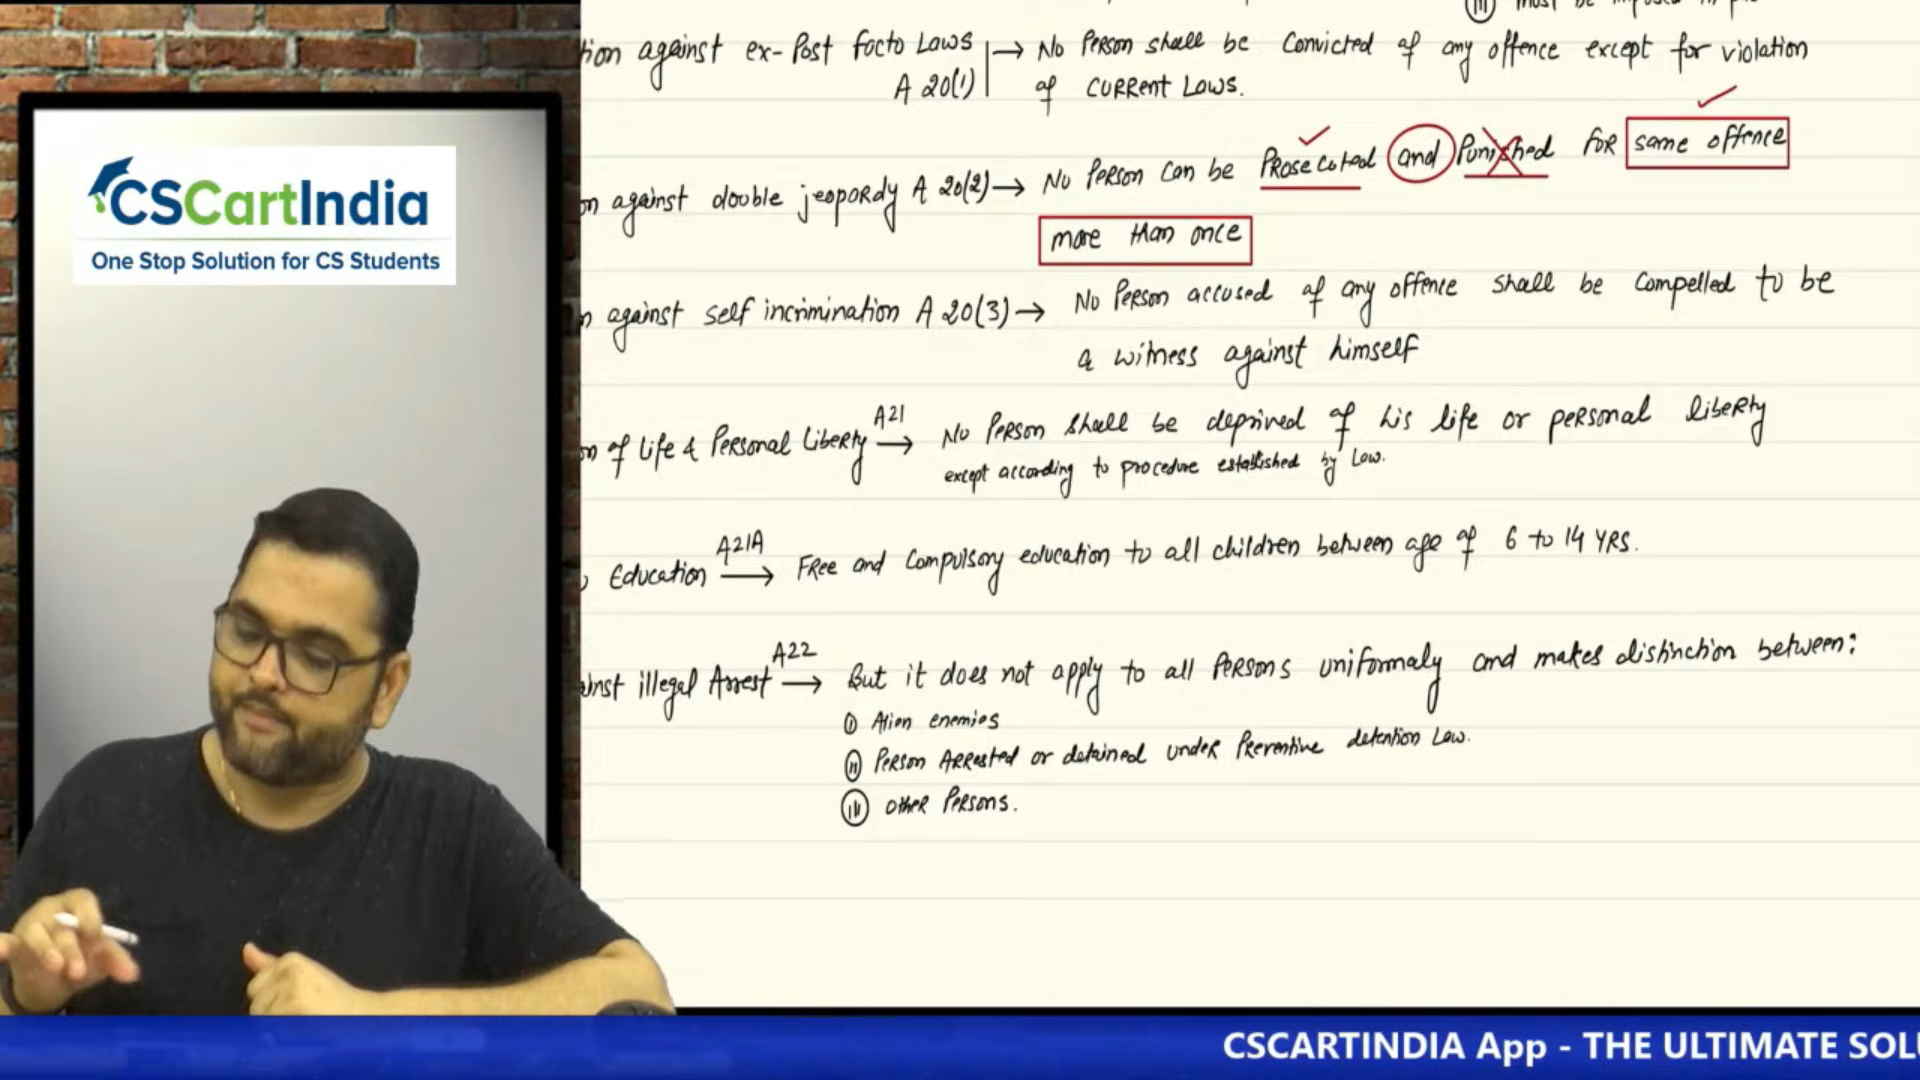 CSCartIndia
One Stop Solution for CS Students
against ex-Post facto Laws → No Person shall be Convicted of any offence except for violation
A 20(1) of CURRent Laws.
against double jeopordy A 20(2) → No Person Can be Prosecuted and Punished for same offence
more than once
against self incrimination A 20(3) → No Person accused of any offence shall be Compelled to be
a witness against himself
A21
of Life & Personal Liberty → No Person shall be deprived of his life or personal liberty
except according to procedure established by Law.
A21A
Education → Free and Compulsory education to all children between age of 6 to 14 YRS.
A22
illegal Arrest → But it does not apply to all Persons uniformaly and makes distinction between:
(i) Alien enemies
(ii) Person Arrested or detained under Preventive detention Law.
(iii) Other Persons.
CSCARTINDIA App - THE ULTIMATE